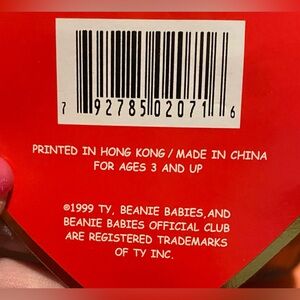 7 92785 02071 6
PRINTED IN HONG KONG / MADE IN CHINA
FOR AGES 3 AND UP
©1999 TY, BEANIE BABIES,AND
BEANIE BABIES OFFICIAL CLUB
ARE REGISTERED TRADEMARKS
OF TY INC.